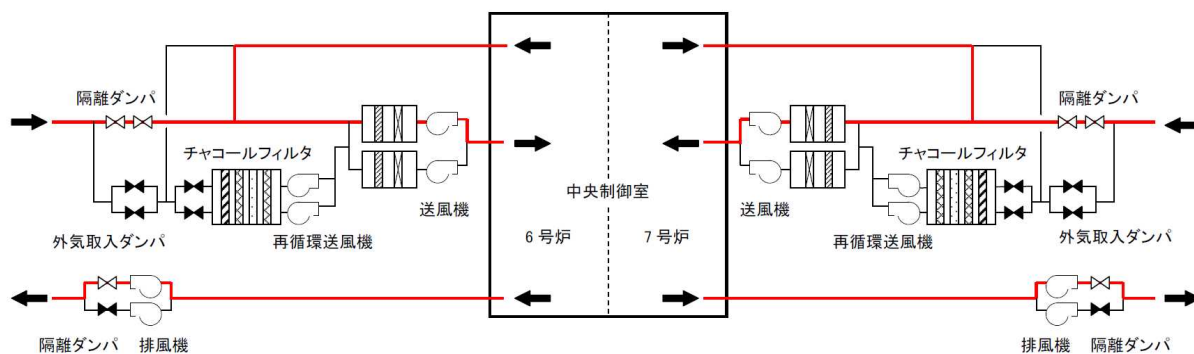 隔離ダンパ
隔離ダンパ
チャコールフィルタ
チャコールフィルタ
中央制御室
送風機
送風機
6号炉
7号炉
外気取入ダンパ
再循環送風機
再循環送風機
外気取入ダンパ
隔離ダンパ
排風機
排風機
隔離ダンパ